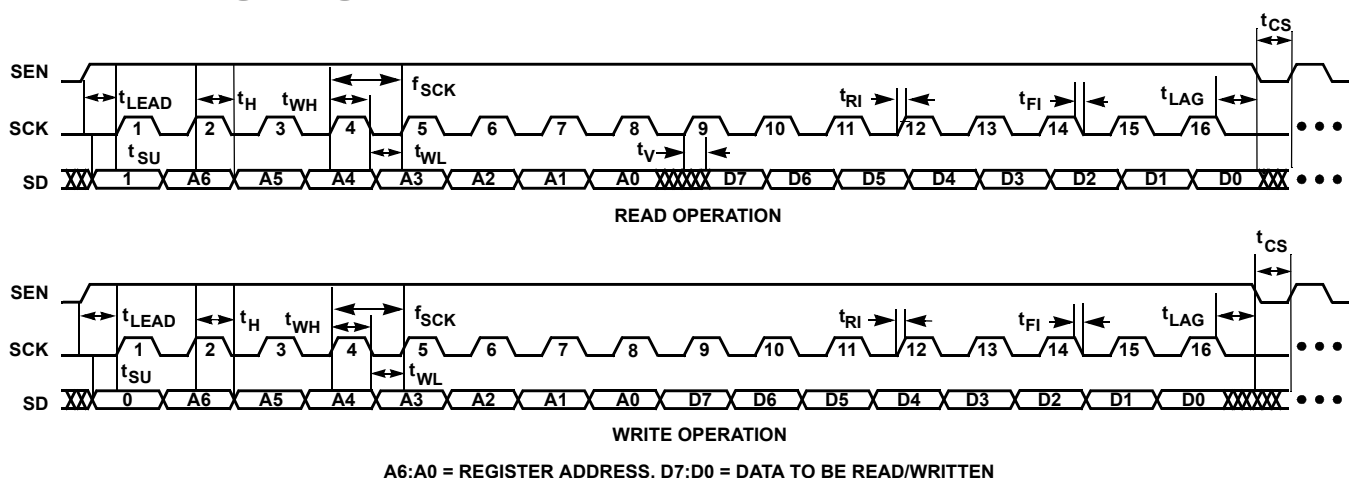 tCS
SEN
tLEAD tH tWH fSCK tRI tFI tLAG
SCK 1 2 3 4 5 6 7 8 9 10 11 12 13 14 15 16
tSU tWL tV
SD 1 A6 A5 A4 A3 A2 A1 A0 D7 D6 D5 D4 D3 D2 D1 D0
READ OPERATION
tCS
SEN
tLEAD tH tWH fSCK tRI tFI tLAG
SCK 1 2 3 4 5 6 7 8 9 10 11 12 13 14 15 16
tSU tWL
SD 0 A6 A5 A4 A3 A2 A1 A0 D7 D6 D5 D4 D3 D2 D1 D0
WRITE OPERATION
A6:A0 = REGISTER ADDRESS. D7:D0 = DATA TO BE READ/WRITTEN